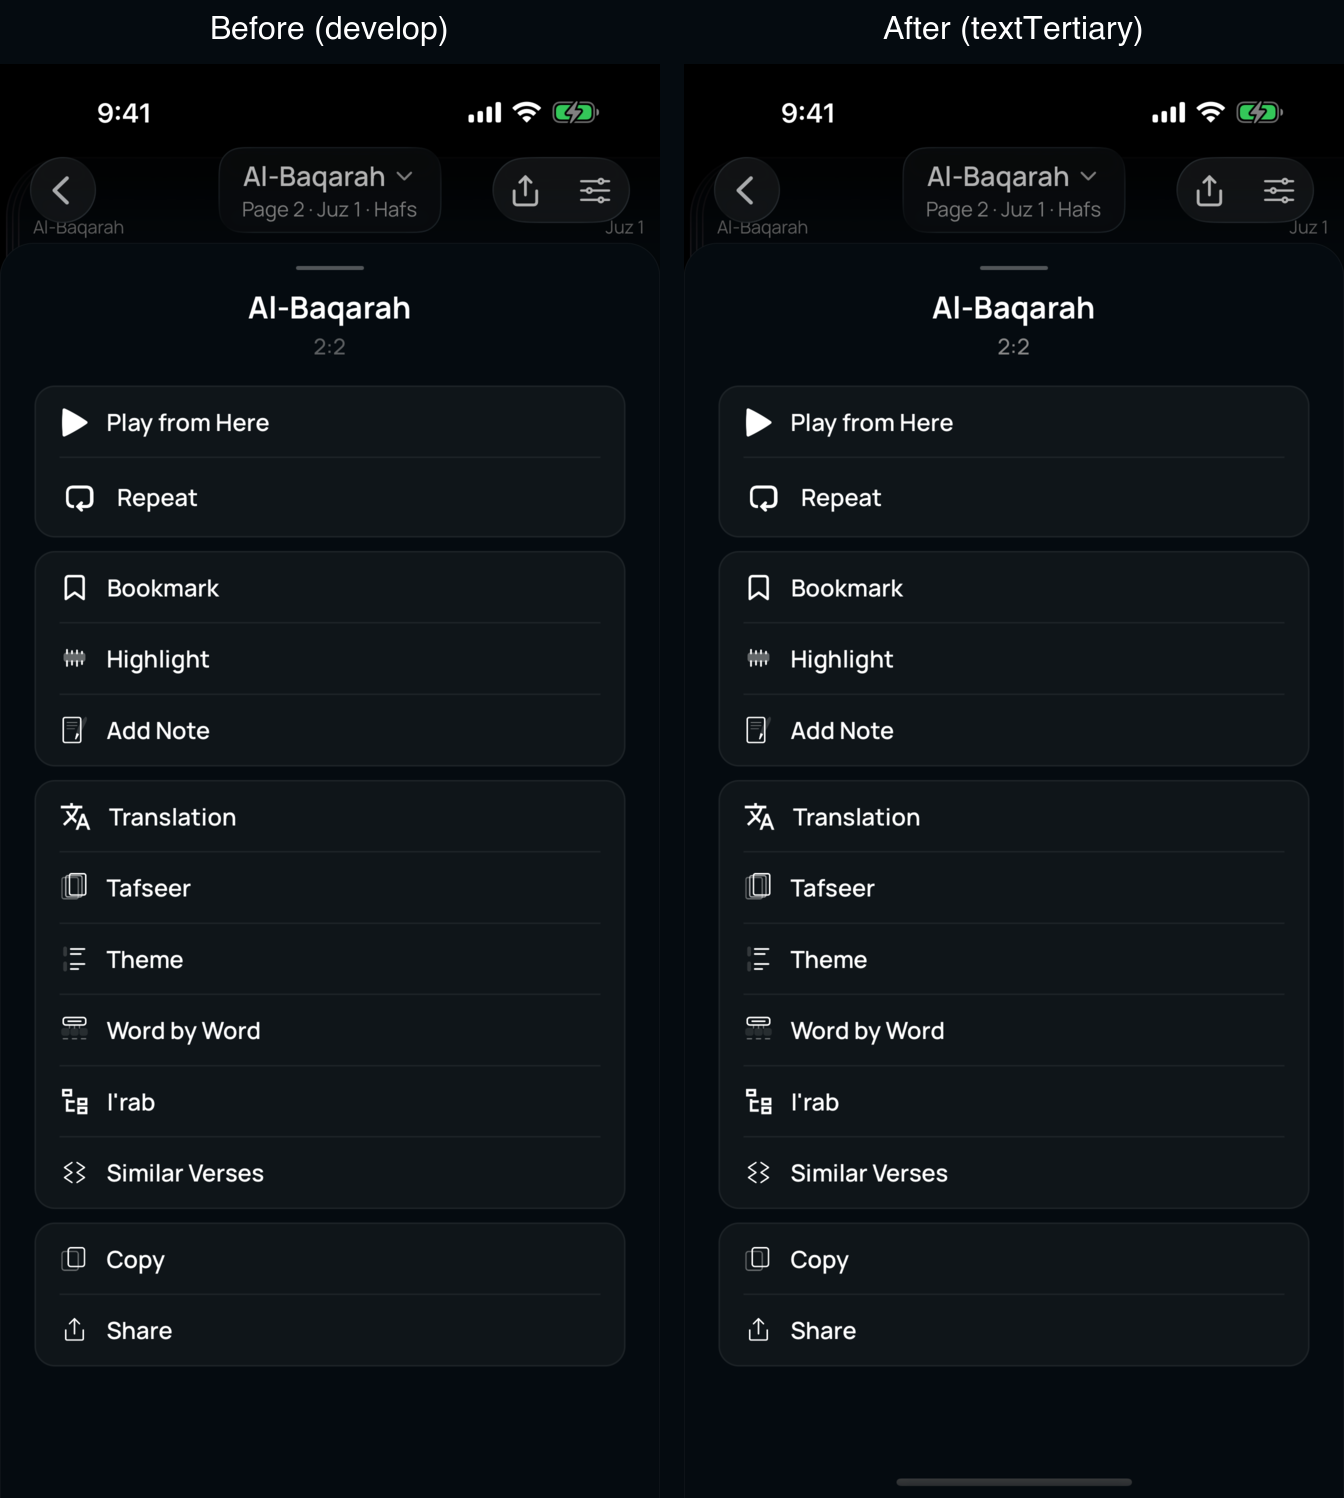 Before (develop)
9:41
Al-Baqarah
Page 2 · Juz 1 · Hafs
Al-Baqarah
Juz 1
Al-Baqarah
2:2
Play from Here
Repeat
Bookmark
Highlight
Add Note
Translation
Tafseer
Theme
Word by Word
I'rab
Similar Verses
Copy
Share
After (textTertiary)
9:41
Al-Baqarah
Page 2 · Juz 1 · Hafs
Al-Baqarah
Juz 1
Al-Baqarah
2:2
Play from Here
Repeat
Bookmark
Highlight
Add Note
Translation
Tafseer
Theme
Word by Word
I'rab
Similar Verses
Copy
Share